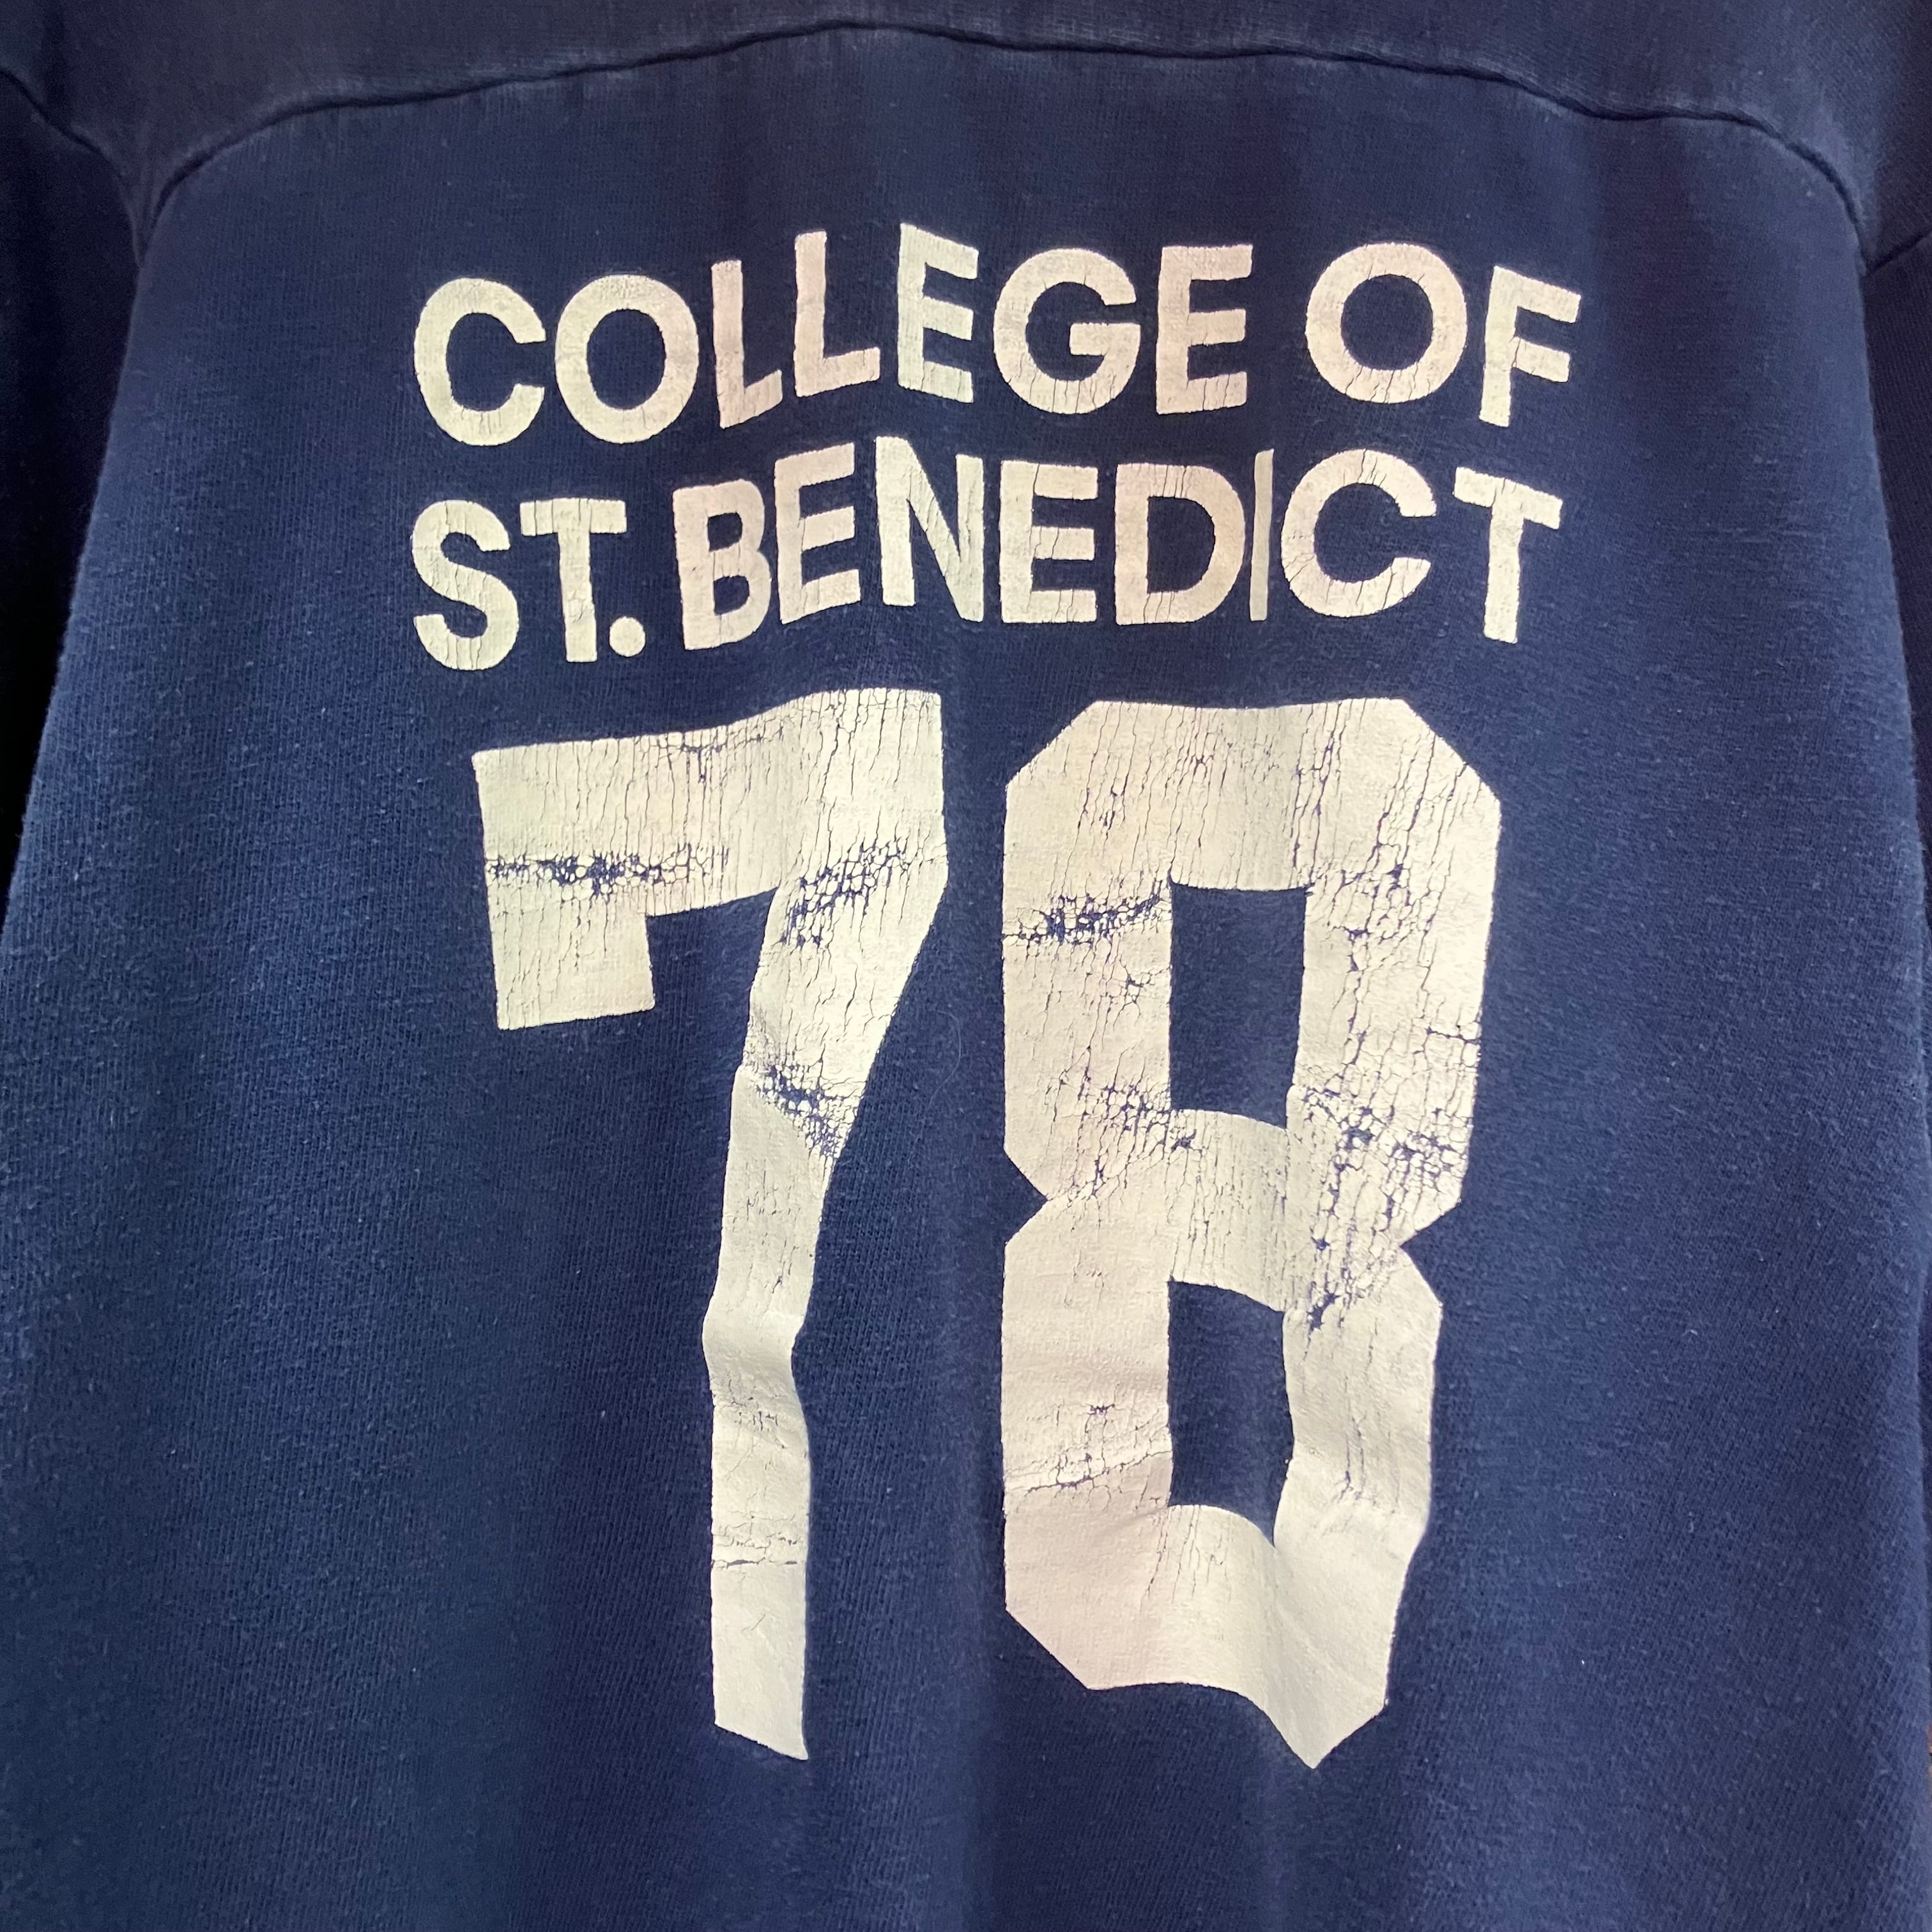 COLLEGE OF
ST. BENEDICT
78